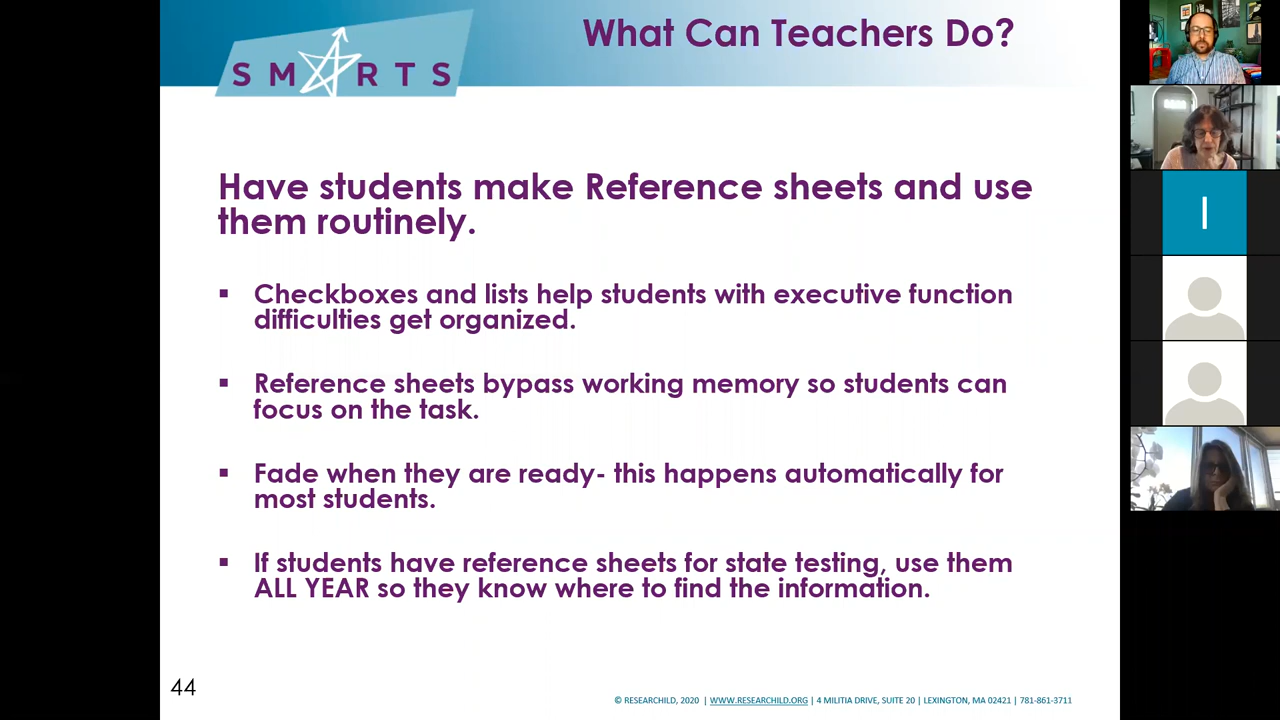 What Can Teachers Do?
SMARTS
Have students make Reference sheets and use
them routinely.
▪ Checkboxes and lists help students with executive function
difficulties get organized.
▪ Reference sheets bypass working memory so students can
focus on the task.
▪ Fade when they are ready- this happens automatically for
most students.
▪ If students have reference sheets for state testing, use them
ALL YEAR so they know where to find the information.
44
© RESEARCHILD, 2020 | WWW.RESEARCHILD.ORG | 4 MILITIA DRIVE, SUITE 20 | LEXINGTON, MA 02421 | 781-861-3711
I